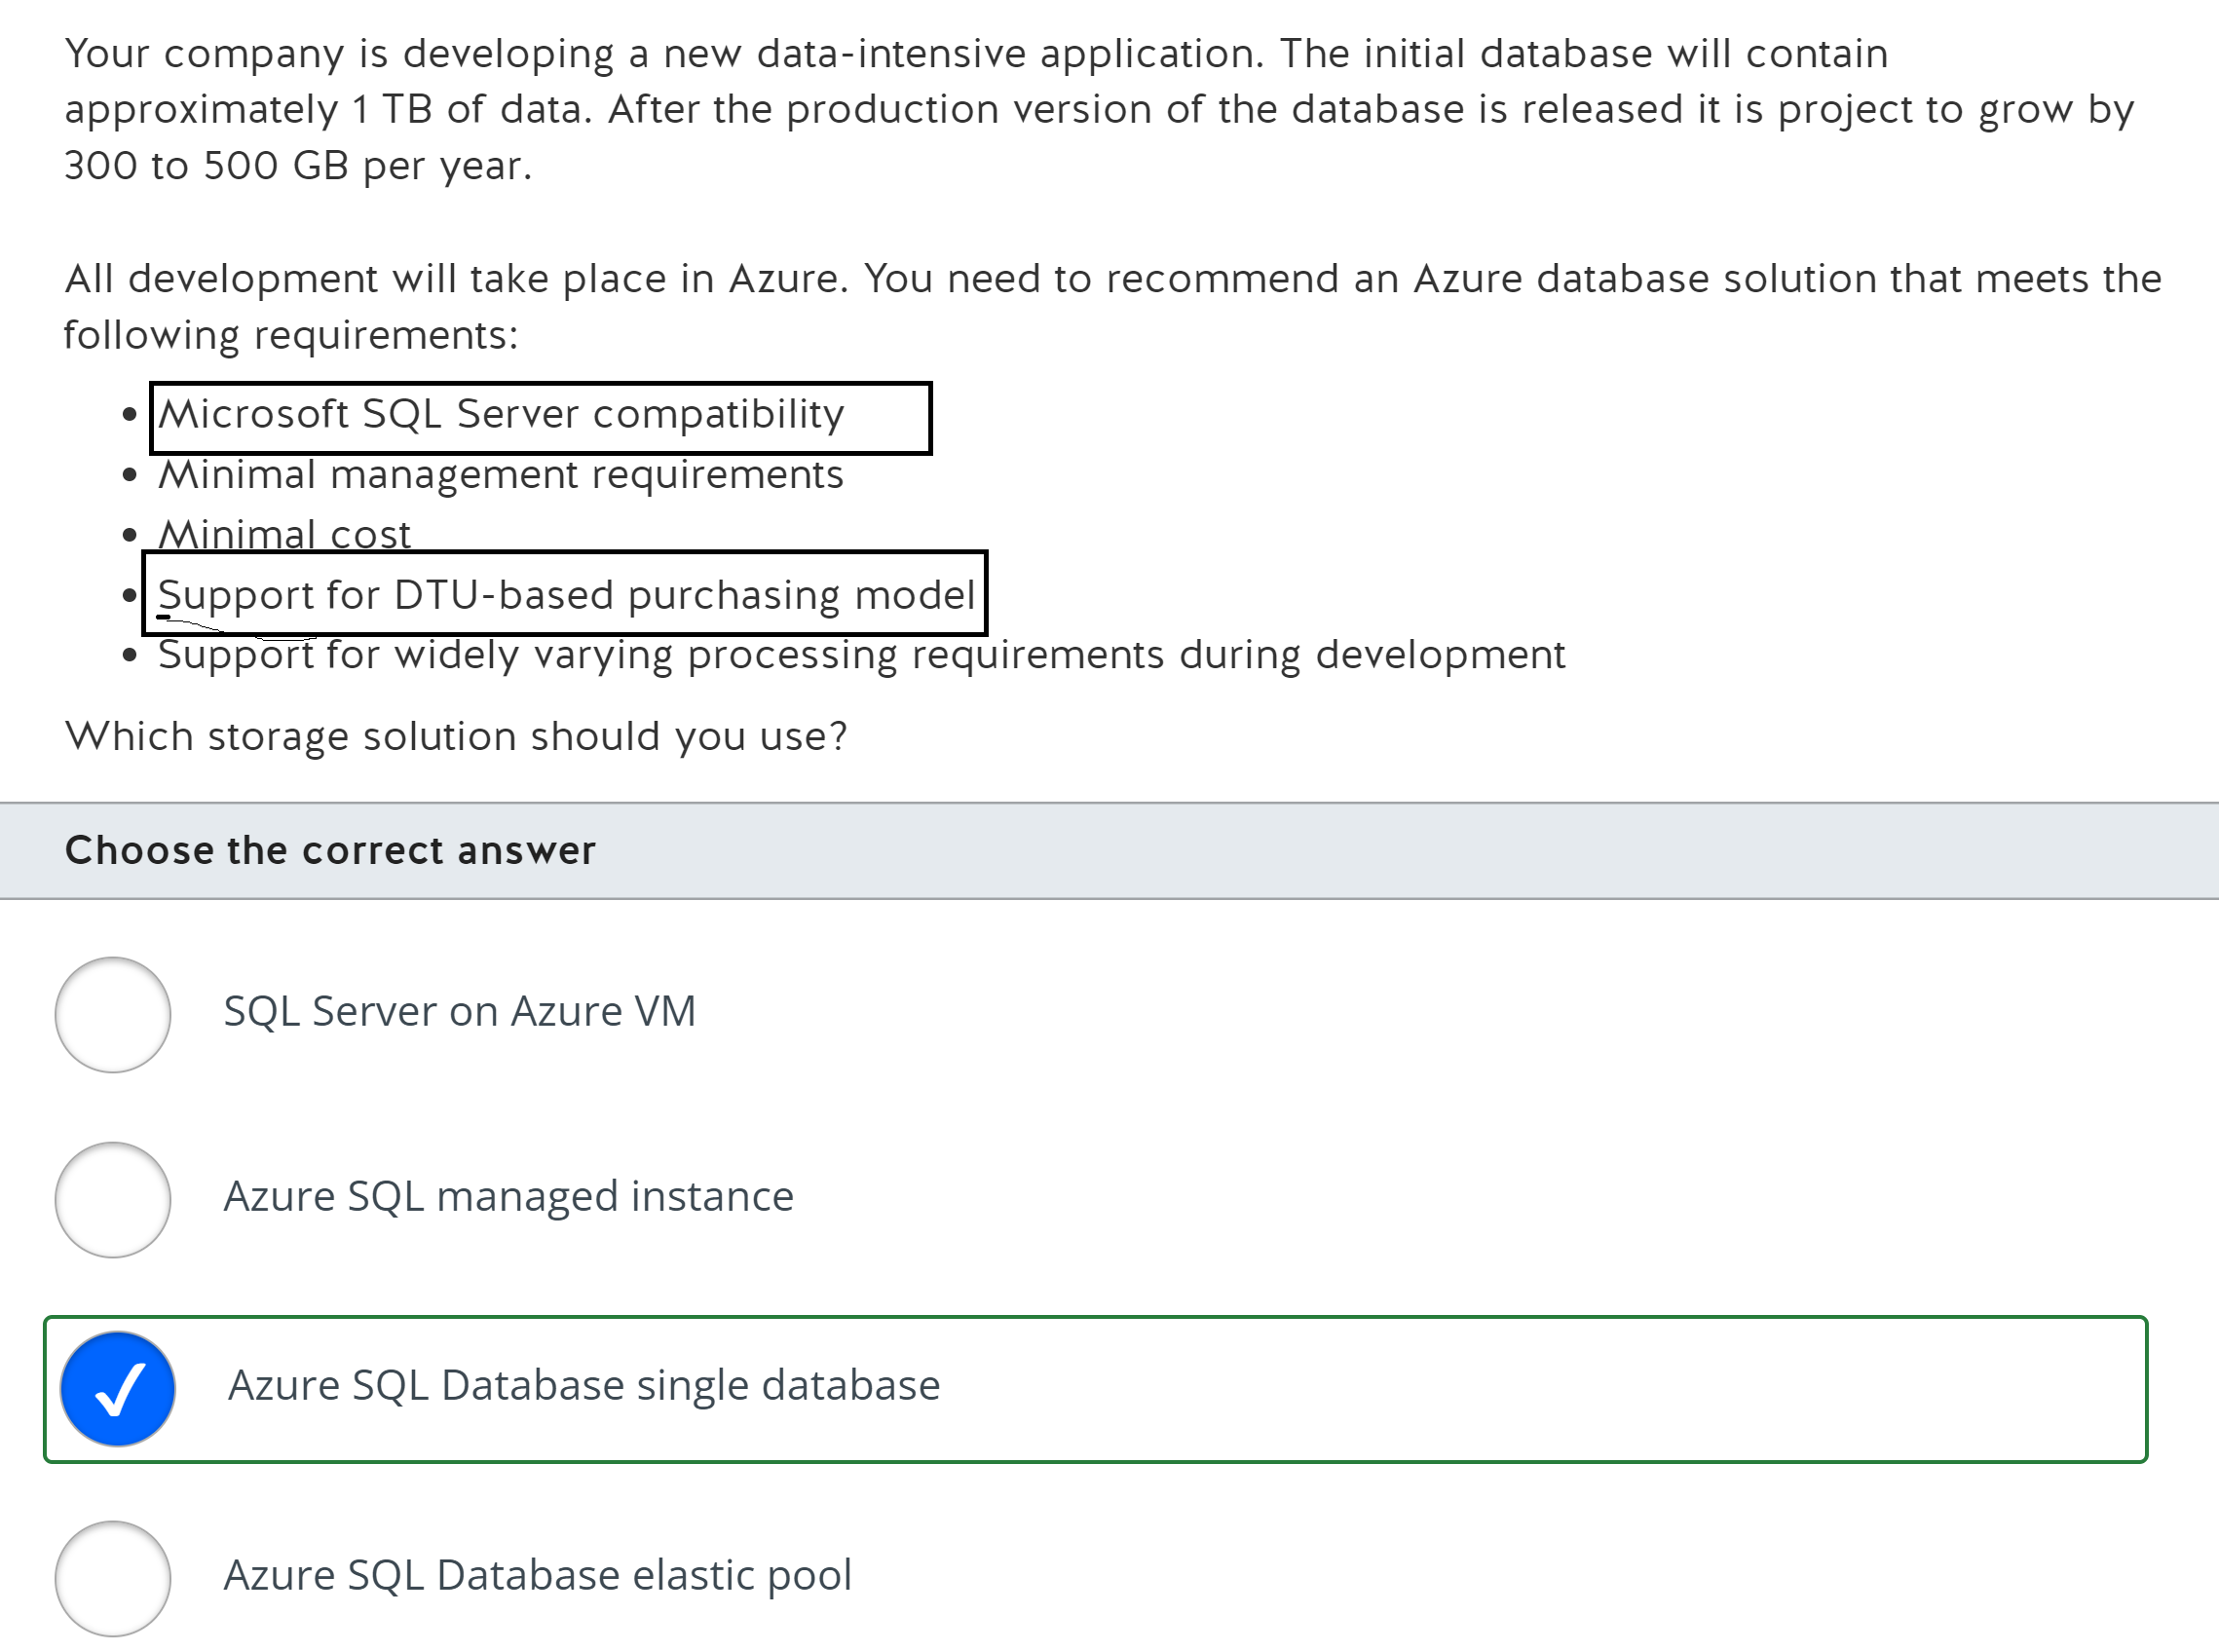 Your company is developing a new data-intensive application. The initial database will contain
approximately 1 TB of data. After the production version of the database is released it is project to grow by
300 to 500 GB per year.
All development will take place in Azure. You need to recommend an Azure database solution that meets the
following requirements:
• Microsoft SQL Server compatibility
• Minimal management requirements
• Minimal cost
• Support for DTU-based purchasing model
• Support for widely varying processing requirements during development
Which storage solution should you use?
Choose the correct answer
SQL Server on Azure VM
Azure SQL managed instance
Azure SQL Database single database
Azure SQL Database elastic pool